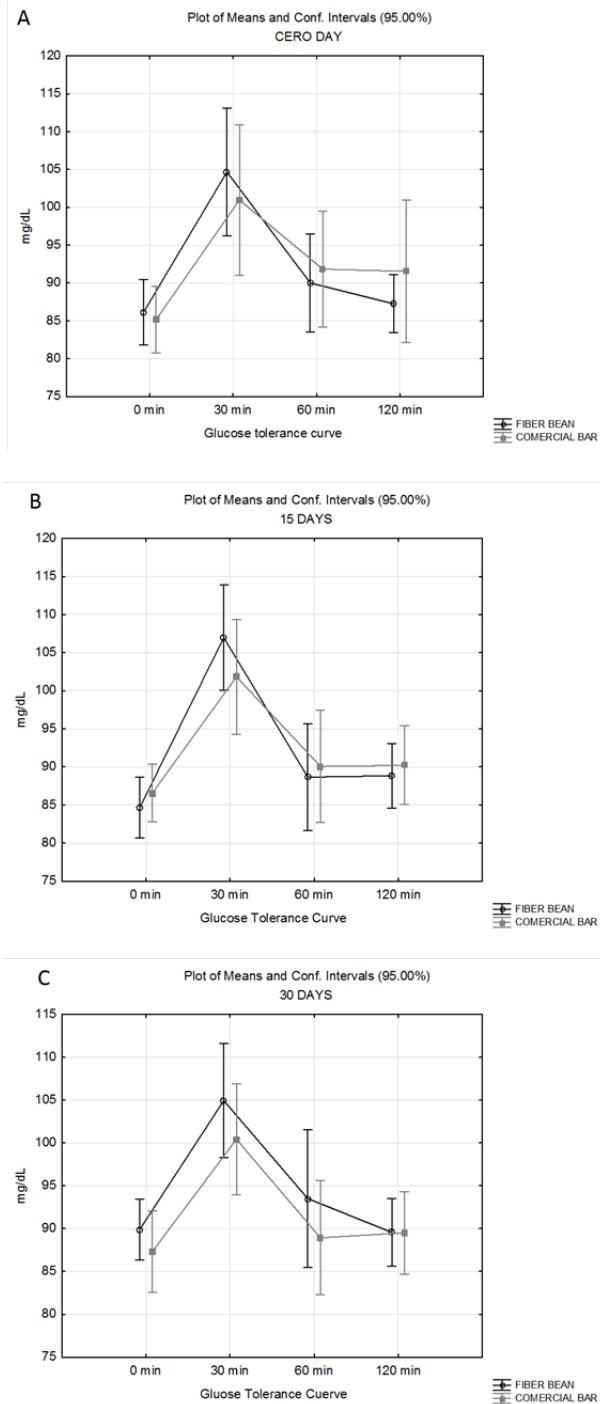 A
Plot of Means and Conf. Intervals (95.00%)
CERO DAY
120
115
110
105
100
95
90
85
80
75
mg/dL
0 min 30 min 60 min 120 min
Glucose tolerance curve
FIBER BEAN
COMERCIAL BAR
B
Plot of Means and Conf. Intervals (95.00%)
15 DAYS
120
115
110
105
100
95
90
85
80
75
mg/dL
0 min 30 min 60 min 120 min
Glucose Tolerance Curve
FIBER BEAN
COMERCIAL BAR
C
Plot of Means and Conf. Intervals (95.00%)
30 DAYS
115
110
105
100
95
90
85
80
75
mg/dL
0 min 30 min 60 min 120 min
Gluose Tolerance Cuerve
FIBER BEAN
COMERCIAL BAR